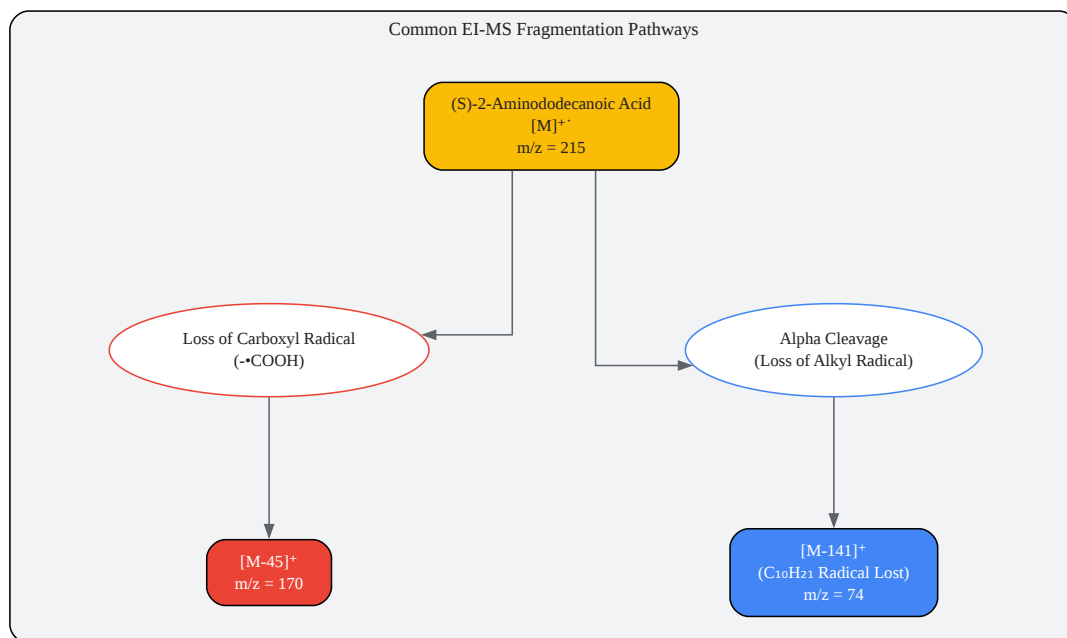 Common EI-MS Fragmentation Pathways
(S)-2-Aminododecanoic Acid
[M]⁺˙
m/z = 215
Loss of Carboxyl Radical
(-•COOH)
Alpha Cleavage
(Loss of Alkyl Radical)
[M-45]⁺
m/z = 170
[M-141]⁺
(C₁₀H₂₁ Radical Lost)
m/z = 74